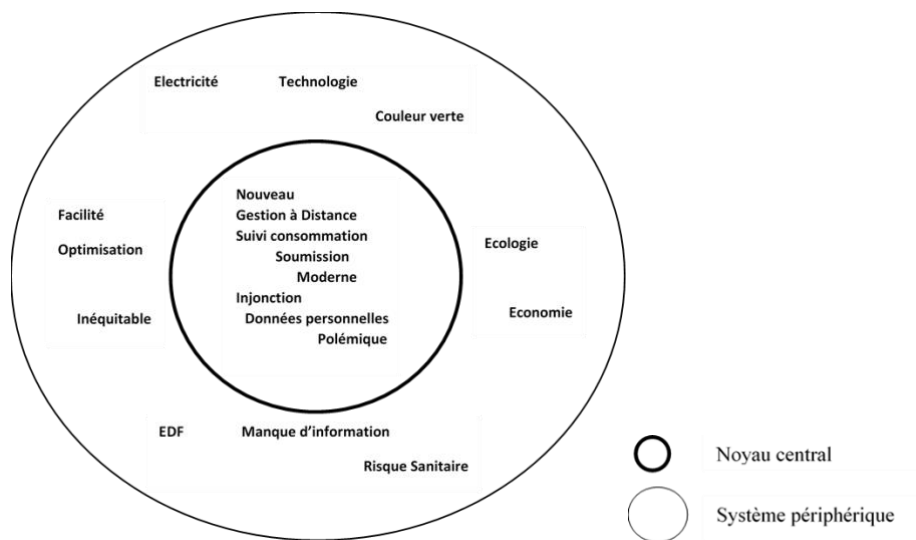 Electricité Technologie
Couleur verte
Nouveau
Gestion à Distance
Suivi consommation
Soumission
Moderne
Injonction
Données personnelles
Polémique
Facilité
Optimisation
Inéquitable
Ecologie
Economie
EDF Manque d'information
Risque Sanitaire
Noyau central
Système périphérique